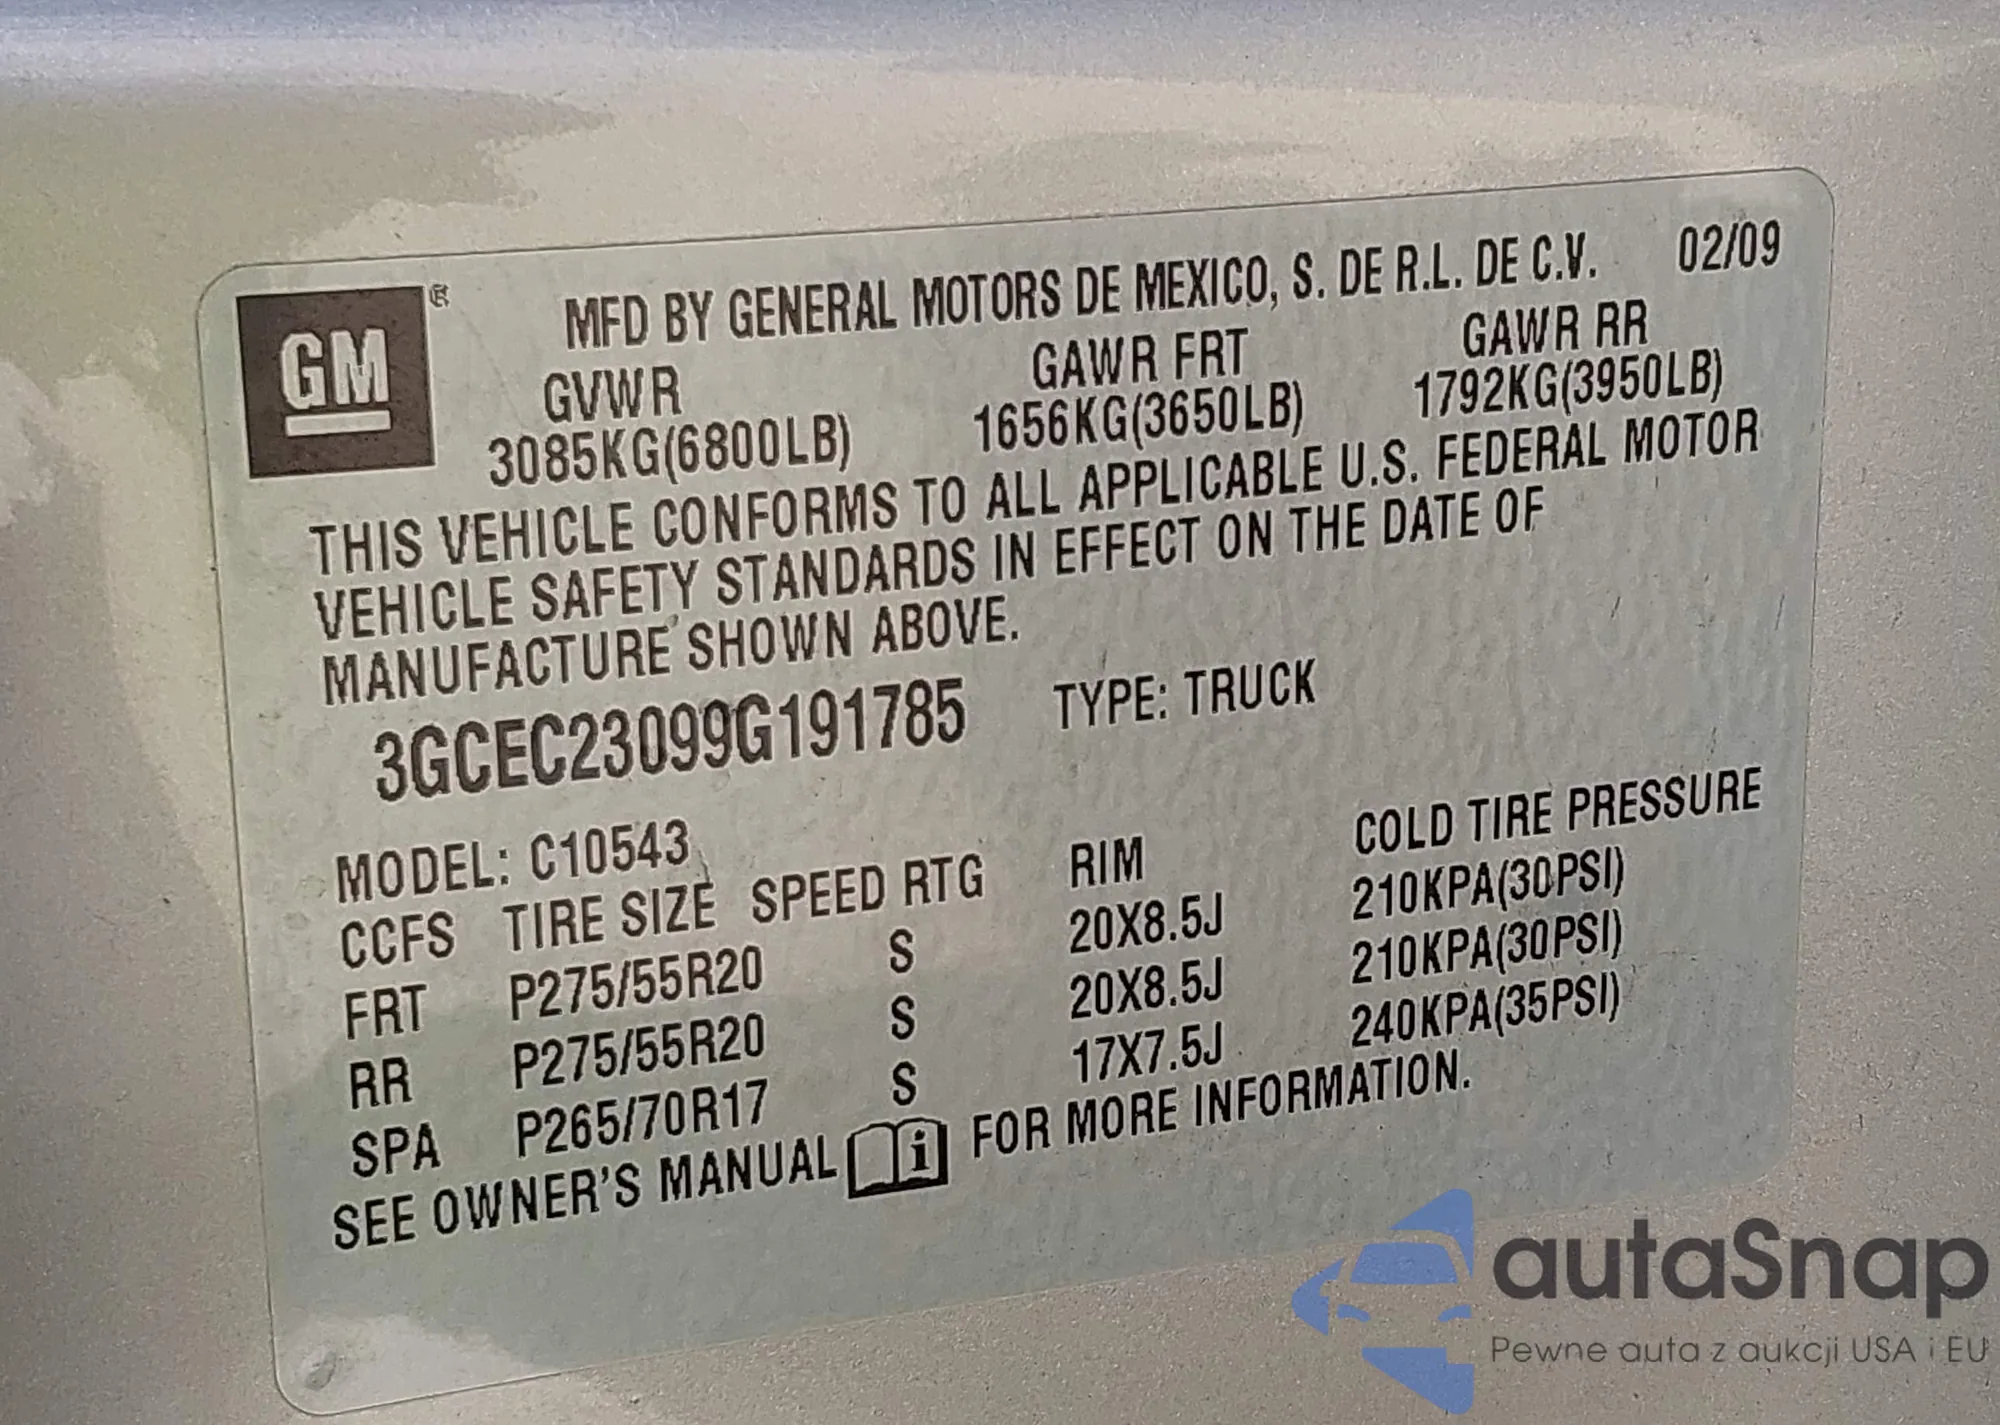 GM®
MFD BY GENERAL MOTORS DE MEXICO, S. DE R.L. DE C.V. 02/09
GVWR GAWR FRT GAWR RR
3085KG(6800LB) 1656KG(3650LB) 1792KG(3950LB)
THIS VEHICLE CONFORMS TO ALL APPLICABLE U.S. FEDERAL MOTOR
VEHICLE SAFETY STANDARDS IN EFFECT ON THE DATE OF
MANUFACTURE SHOWN ABOVE.
3GCEC23099G191785 TYPE: TRUCK
MODEL: C10543
CCFS TIRE SIZE SPEED RTG RIM COLD TIRE PRESSURE
FRT P275/55R20 S 20X8.5J 210KPA(30PSI)
RR P275/55R20 S 20X8.5J 210KPA(30PSI)
SPA P265/70R17 S 17X7.5J 240KPA(35PSI)
SEE OWNER'S MANUAL i FOR MORE INFORMATION.
autaSnap
Pewne auta z aukcji USA i EU